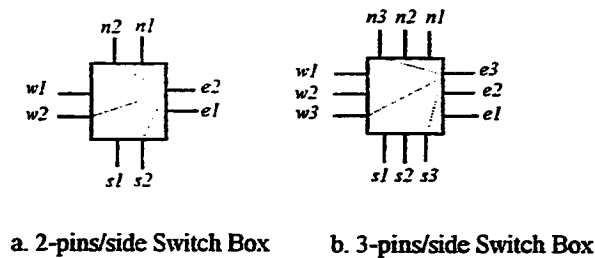 n2 n1
n3 n2 n1
w1
e2
w1
e3
w2
e1
w2
e2
w3
e1
s1 s2
s1 s2 s3
a. 2-pins/side Switch Box
b. 3-pins/side Switch Box